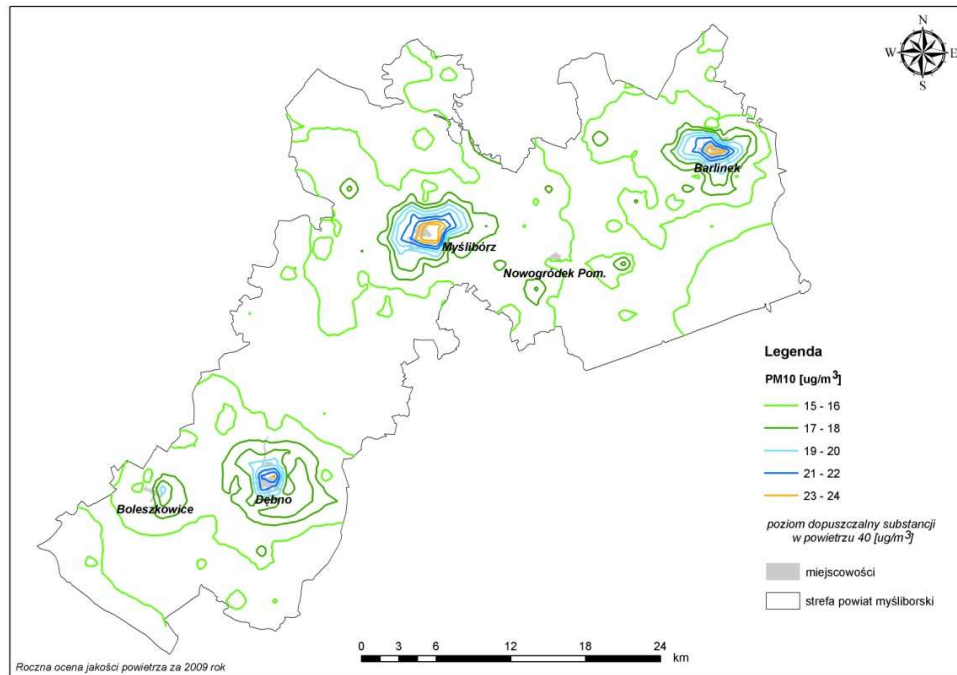 N
W E
S
Barlinek
Myślibórz
Nowogródek Pom.
Legenda
PM10 [ug/m³]
15 - 16
17 - 18
19 - 20
21 - 22
23 - 24
poziom dopuszczalny substancji
w powietrzu 40 [ug/m³]
miejscowości
strefa powiat myśliborski
Dębno
Boleszkowice
0 3 6 12 18 24
km
Roczna ocena jakości powietrza za 2009 rok